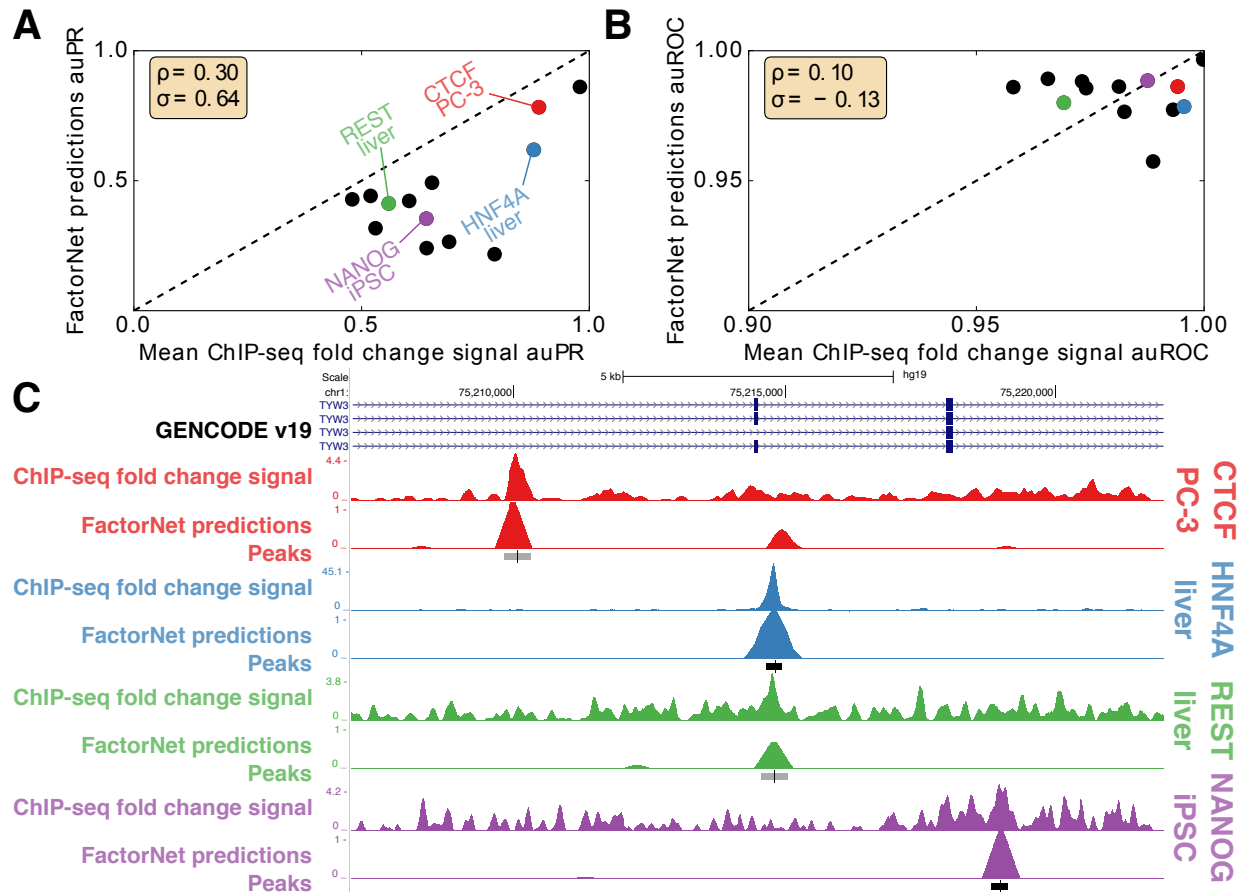 A
B
FactorNet predictions auPR
1.0
0.5
0.0
0.5
1.0
ρ= 0.30
σ= 0.64
CTCF
PC-3
REST
liver
HNF4A
liver
NANOG
iPSC
Mean ChIP-seq fold change signal auPR
FactorNet predictions auROC
1.00
0.95
0.90
0.95
1.00
ρ= 0.10
σ= − 0.13
Mean ChIP-seq fold change signal auROC
C
Scale
5 kb
hg19
chr1:
75,210,000
75,215,000
75,220,000
TYW3
TYW3
GENCODE v19
TYW3
TYW3
ChIP-seq fold change signal
4.4 -
0 _
FactorNet predictions
1 -
0 _
Peaks
CTCF
PC-3
ChIP-seq fold change signal
45.1 -
0 _
FactorNet predictions
1 -
0 _
Peaks
HNF4A
liver
ChIP-seq fold change signal
3.8 -
0 _
FactorNet predictions
1 -
0 _
Peaks
REST
liver
ChIP-seq fold change signal
4.2 -
0 _
FactorNet predictions
1 -
0 _
Peaks
NANOG
iPSC